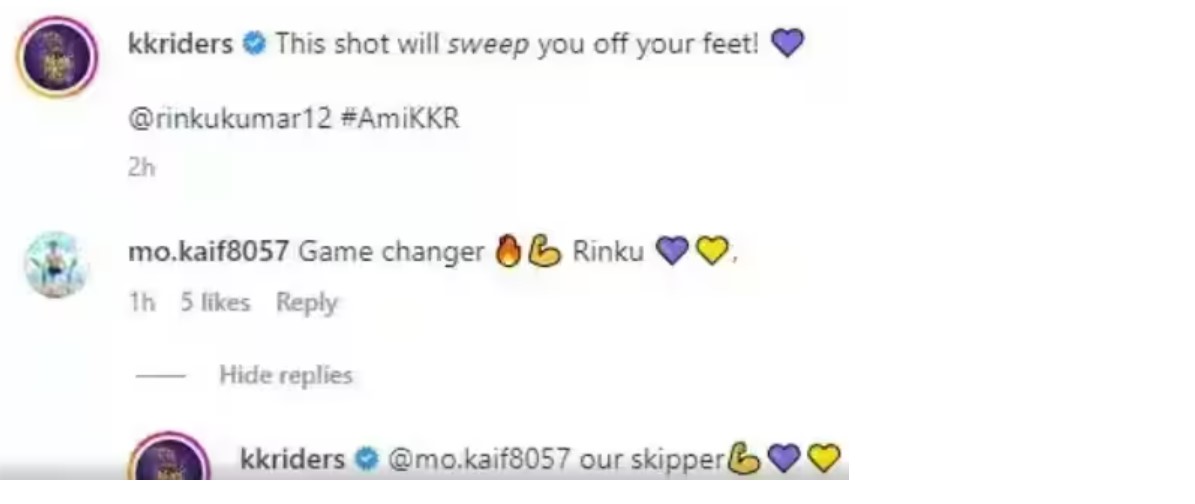 kkriders This shot will sweep you off your feet! 💜
@rinkukumar12 #AmiKKR
2h
mo.kaif8057 Game changer 🔥💪 Rinku 💜💛.
1h 5 likes Reply
Hide replies
kkriders @mo.kaif8057 our skipper💪💜💛